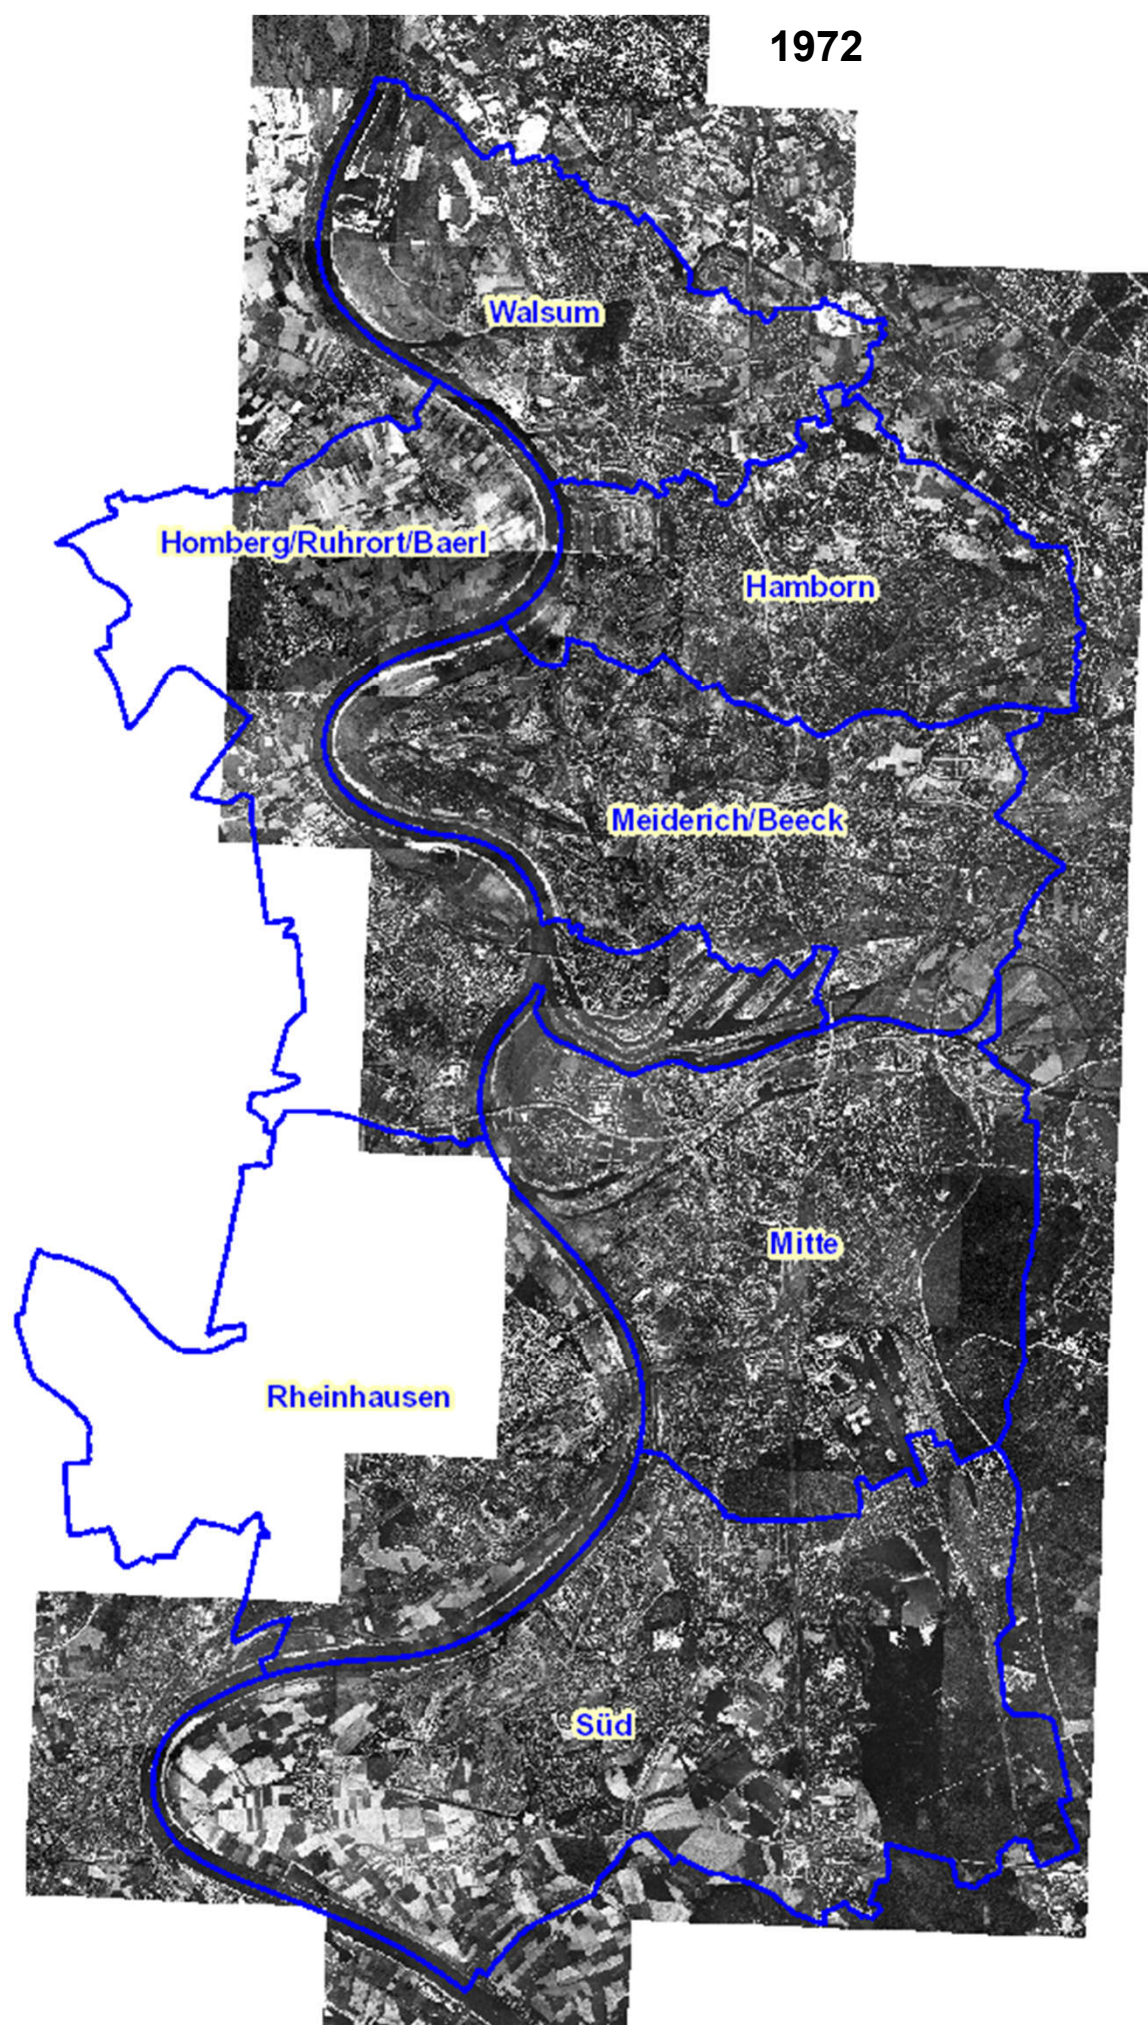 1972
Walsum
Homberg/Ruhrort/Baerl
Hamborn
Meiderich/Beeck
Mitte
Rheinhausen
Süd